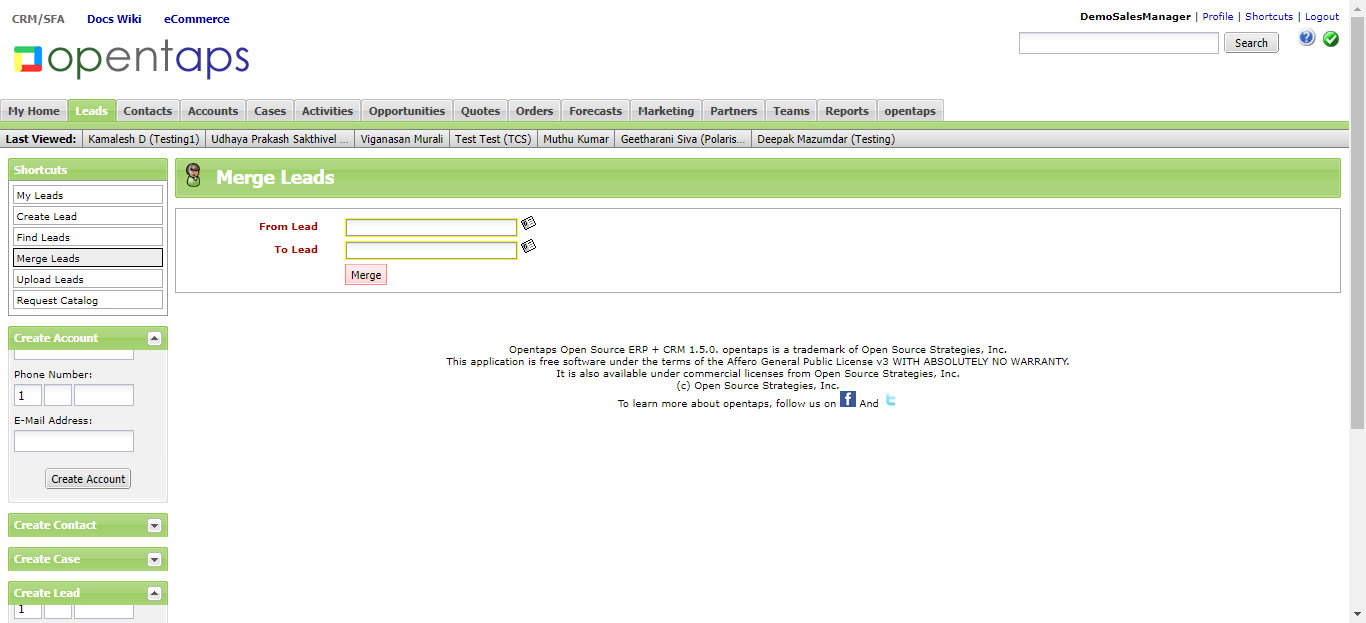 CRM/SFA Docs Wiki eCommerce
DemoSalesManager | Profile | Shortcuts | Logout
opentaps
Search
My Home Leads Contacts Accounts Cases Activities Opportunities Quotes Orders Forecasts Marketing Partners Teams Reports opentaps
Last Viewed: Kamalesh D (Testing1) Udhaya Prakash Sakthivel ... Viganasan Murali Test Test (TCS) Muthu Kumar Geetharani Siva (Polaris... Deepak Mazumdar (Testing)
Shortcuts
My Leads
Create Lead
Find Leads
Merge Leads
Upload Leads
Request Catalog
Create Account
Phone Number:
1
E-Mail Address:
Create Account
Create Contact
Create Case
Create Lead
1
Merge Leads
From Lead
To Lead
Merge
Opentaps Open Source ERP + CRM 1.5.0. opentaps is a trademark of Open Source Strategies, Inc.
This application is free software under the terms of the Affero General Public License v3 WITH ABSOLUTELY NO WARRANTY.
It is also available under commercial licenses from Open Source Strategies, Inc.
(c) Open Source Strategies, Inc.
To learn more about opentaps, follow us on f And t